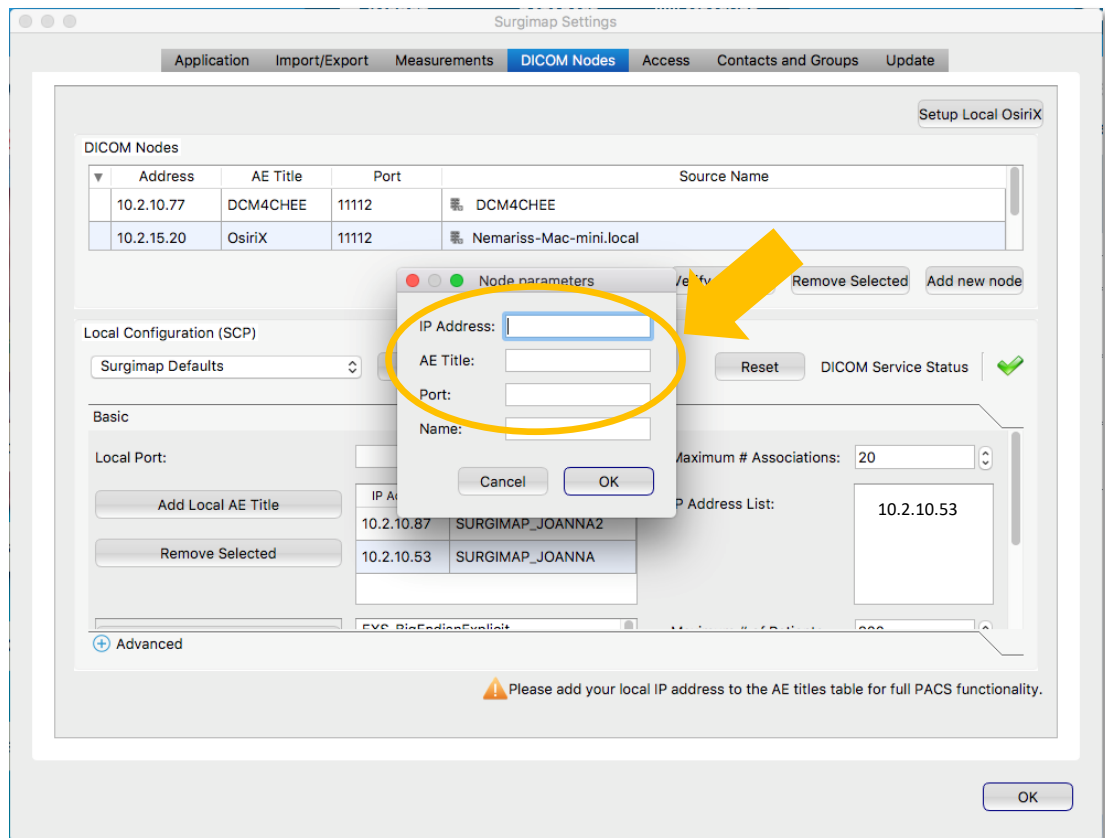 Surgimap Settings
Application Import/Export Measurements DICOM Nodes Access Contacts and Groups Update
Setup Local OsiriX
DICOM Nodes
Address AE Title Port Source Name
10.2.10.77 DCM4CHEE 11112 DCM4CHEE
10.2.15.20 OsiriX 11112 Nemariss-Mac-mini.local
Remove Selected Add new node
Node parameters
IP Address:
AE Title:
Port:
Name:
Cancel OK
Local Configuration (SCP)
Surgimap Defaults
Reset DICOM Service Status
Basic
Local Port:
Maximum # Associations: 20
Add Local AE Title
Remove Selected
IP Address List:
10.2.10.53
10.2.10.87 SURGIMAP_JOANNA2
10.2.10.53 SURGIMAP_JOANNA
Advanced
Please add your local IP address to the AE titles table for full PACS functionality.
OK